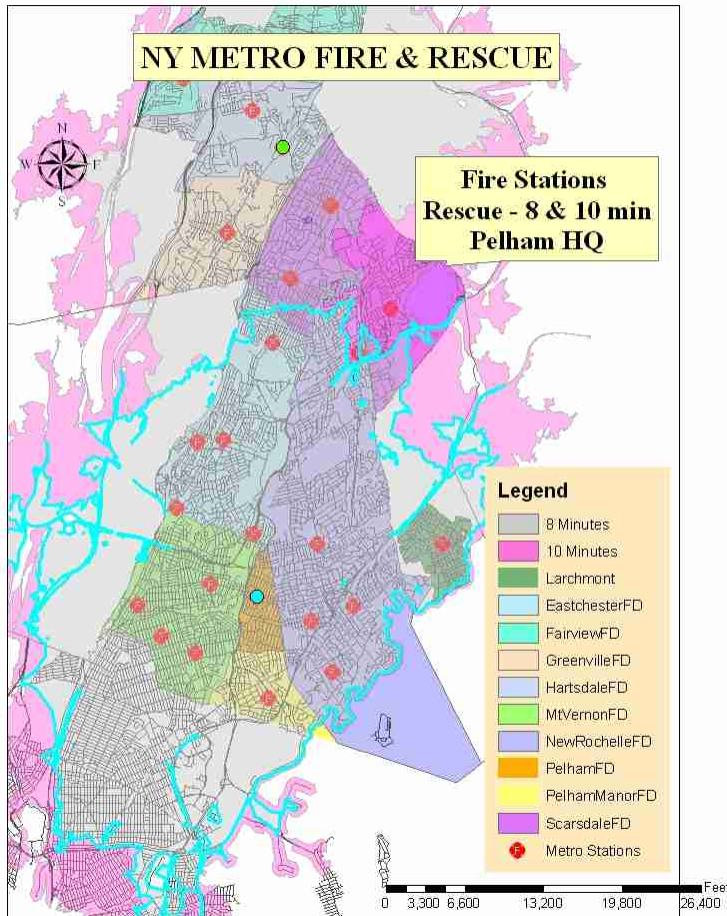 NY METRO FIRE & RESCUE
N
W
E
S
Fire Stations
Rescue - 8 & 10 min
Pelham HQ
Legend
8 Minutes
10 Minutes
Larchmont
EastchesterFD
FairviewFD
GreenvilleFD
HartsdaleFD
MtVernonFD
NewRochelleFD
PelhamFD
PelhamManorFD
ScarsdaleFD
F Metro Stations
Feet
0 3,300 6,600 13,200 19,800 26,400